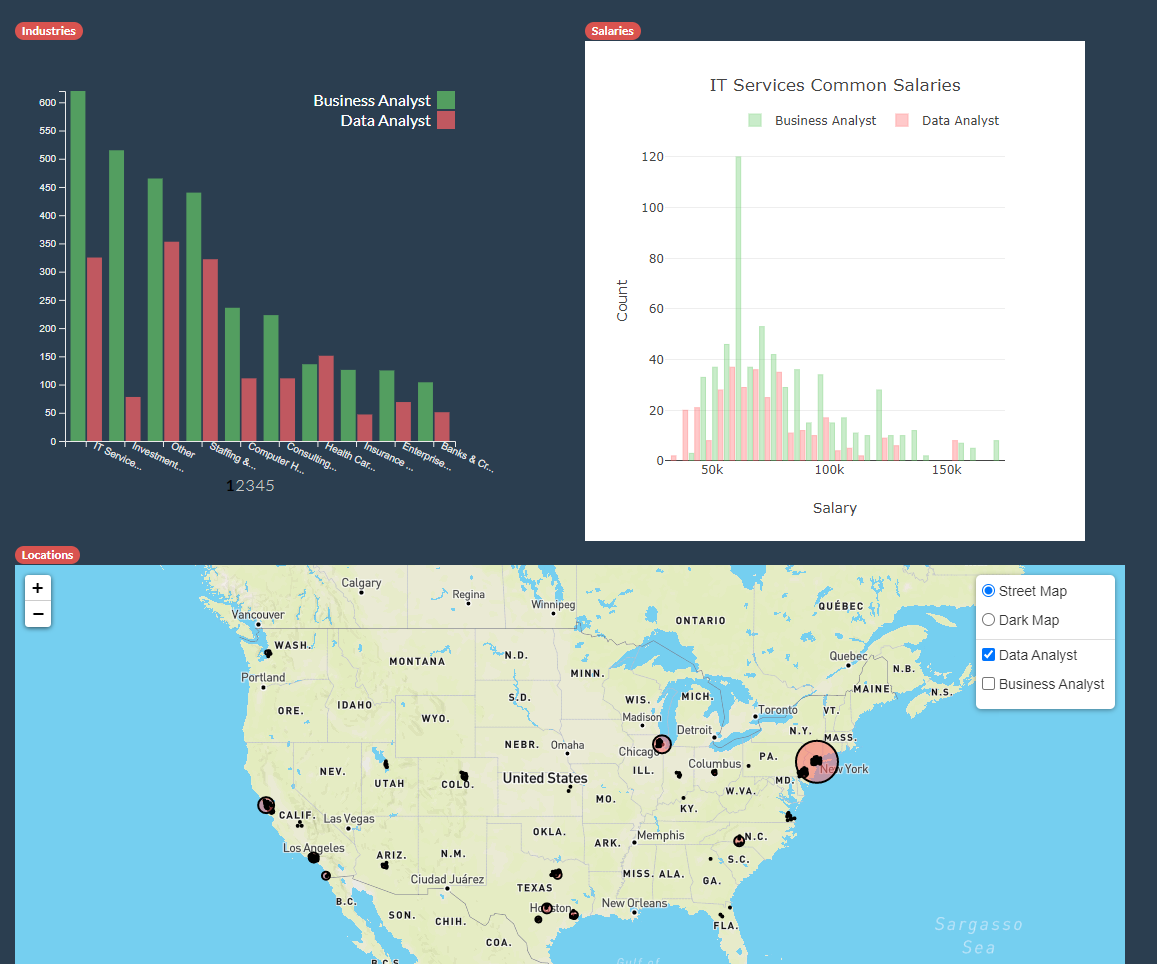 Industries
Business Analyst
Data Analyst
600
550
500
450
400
350
300
250
200
150
100
50
0
IT Service...
Investment...
Other
Staffing &...
Computer H...
Consulting...
Health Car...
Insurance ...
Enterprise...
Banks & Cr...
12345
Salaries
IT Services Common Salaries
Business Analyst Data Analyst
120
100
80
60
40
20
0
Count
50k 100k 150k
Salary
Locations
+
−
Street Map
Dark Map
Data Analyst
Business Analyst
Calgary
Regina
Winnipeg
Vancouver
ONTARIO
QUÉBEC
WASH.
MONTANA
N.D.
MINN.
Quebec
N.B.
Portland
MAINE
N.S.
ORE.
IDAHO
WYO.
S.D.
WIS.
MICH.
Toronto
VT.
Madison
Detroit
N.Y.
MASS.
NEBR.
Omaha
Chicago
Columbus
PA.
New York
NEV.
UTAH
COLO.
United States
ILL.
MD.
W.VA.
MO.
KY.
CALIF.
Las Vegas
OKLA.
ARK.
Memphis
N.C.
Los Angeles
ARIZ.
N.M.
S.C.
Ciudad Juárez
TEXAS
MISS.
ALA.
GA.
B.C.
SON.
CHIH.
Houston
New Orleans
FLA.
COA.
Sargasso
Sea
B.C.S.
Gulf of